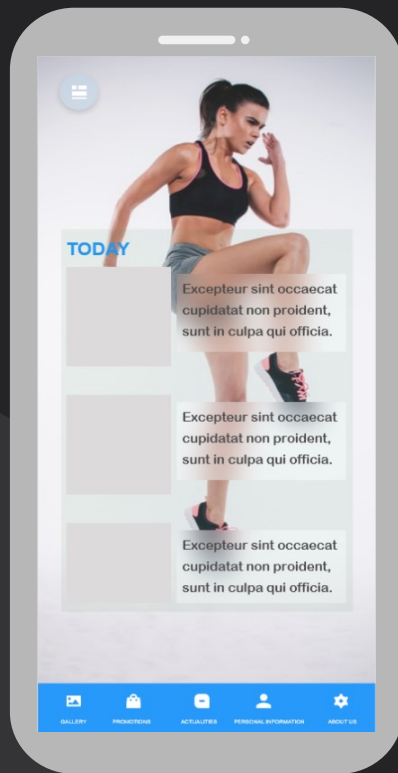 TODAY
Excepteur sint occaecat
cupidatat non proident,
sunt in culpa qui officia.
Excepteur sint occaecat
cupidatat non proident,
sunt in culpa qui officia.
Excepteur sint occaecat
cupidatat non proident,
sunt in culpa qui officia.
GALLERY PROMOTIONS ACTUALITIES PERSONAL INFORMATION ABOUT US